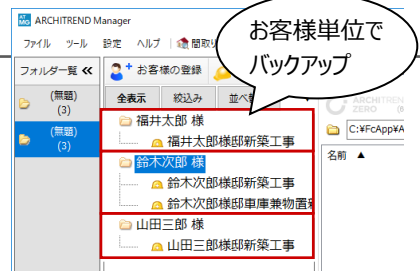 ARCHITREND Manager
お客様単位で
バックアップ
ファイル ツール 設定 ヘルプ 間取り
フォルダ一覧 ≪ お客様の登録
(無題)
(3)
(無題)
(3)
全表示 絞込み 並べ
ARCHITREND
ZERO
C:¥FcApp¥A
名前 ▲
福井太郎 様
福井太郎様邸新築工事
鈴木次郎 様
鈴木次郎様邸新築工事
鈴木次郎様邸車庫兼物置新
山田三郎 様
山田三郎様邸新築工事